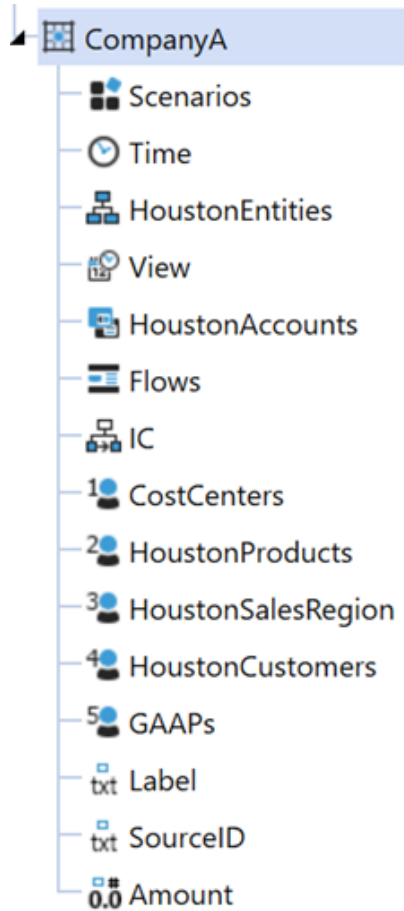 CompanyA
Scenarios
Time
HoustonEntities
12 View
HoustonAccounts
Flows
IC
1 CostCenters
2 HoustonProducts
3 HoustonSalesRegion
4 HoustonCustomers
5 GAAPs
txt Label
txt SourceID
0.0 # Amount